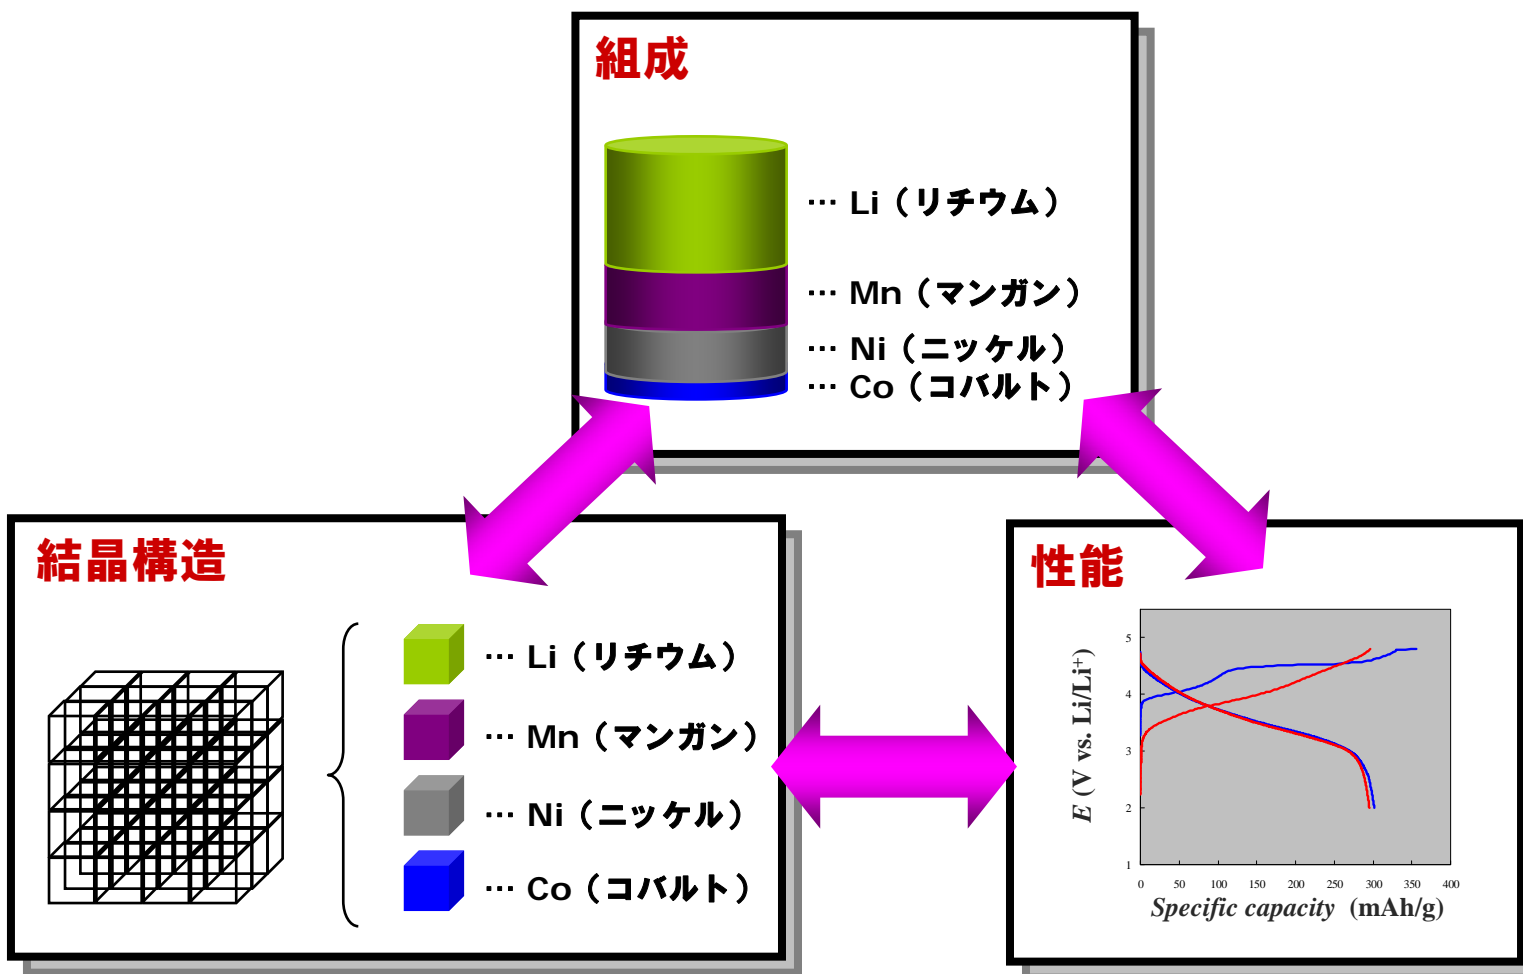 組成
… Li（リチウム）
… Mn（マンガン）
… Ni（ニッケル）
… Co（コバルト）
結晶構造
… Li（リチウム）
… Mn（マンガン）
… Ni（ニッケル）
… Co（コバルト）
性能
E (V vs. Li/Li⁺)
5
4
3
2
1
0 50 100 150 200 250 300 350 400
Specific capacity (mAh/g)